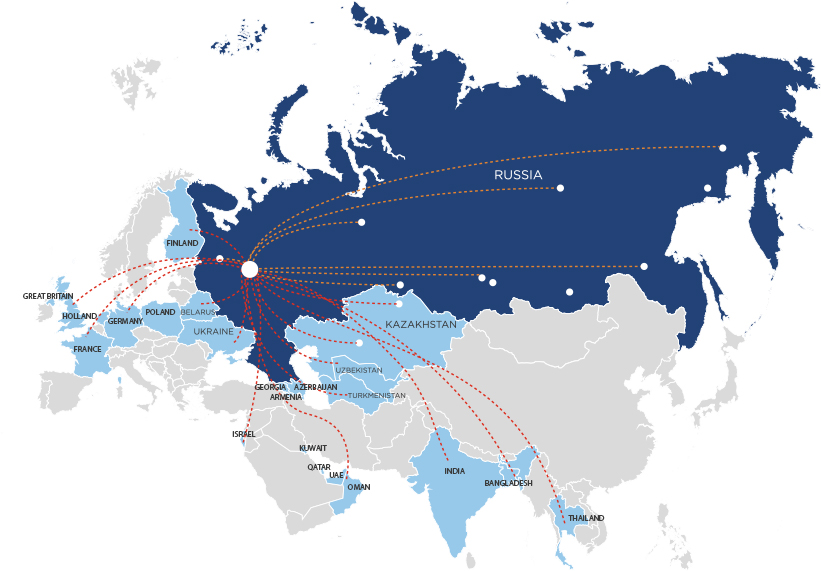 RUSSIA
FINLAND
GREAT BRITAIN
HOLLAND
GERMANY
POLAND
BELARUS
UKRAINE
KAZAKHSTAN
FRANCE
UZBEKISTAN
GEORGIA
AZERBAIJAN
ARMENIA
TURKMENISTAN
ISRAEL
KUWAIT
QATAR
UAE
OMAN
INDIA
BANGLADESH
THAILAND